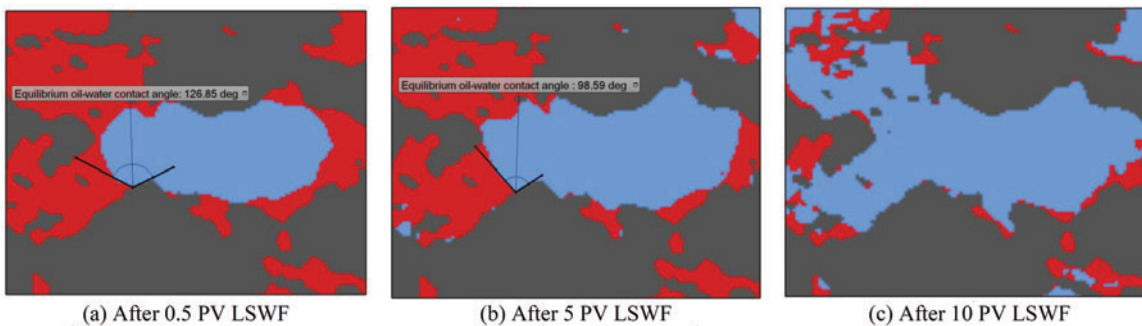 Equilibrium oil-water contact angle: 126.85 deg
Equilibrium oil-water contact angle : 98.59 deg
(a) After 0.5 PV LSWF
(b) After 5 PV LSWF
(c) After 10 PV LSWF